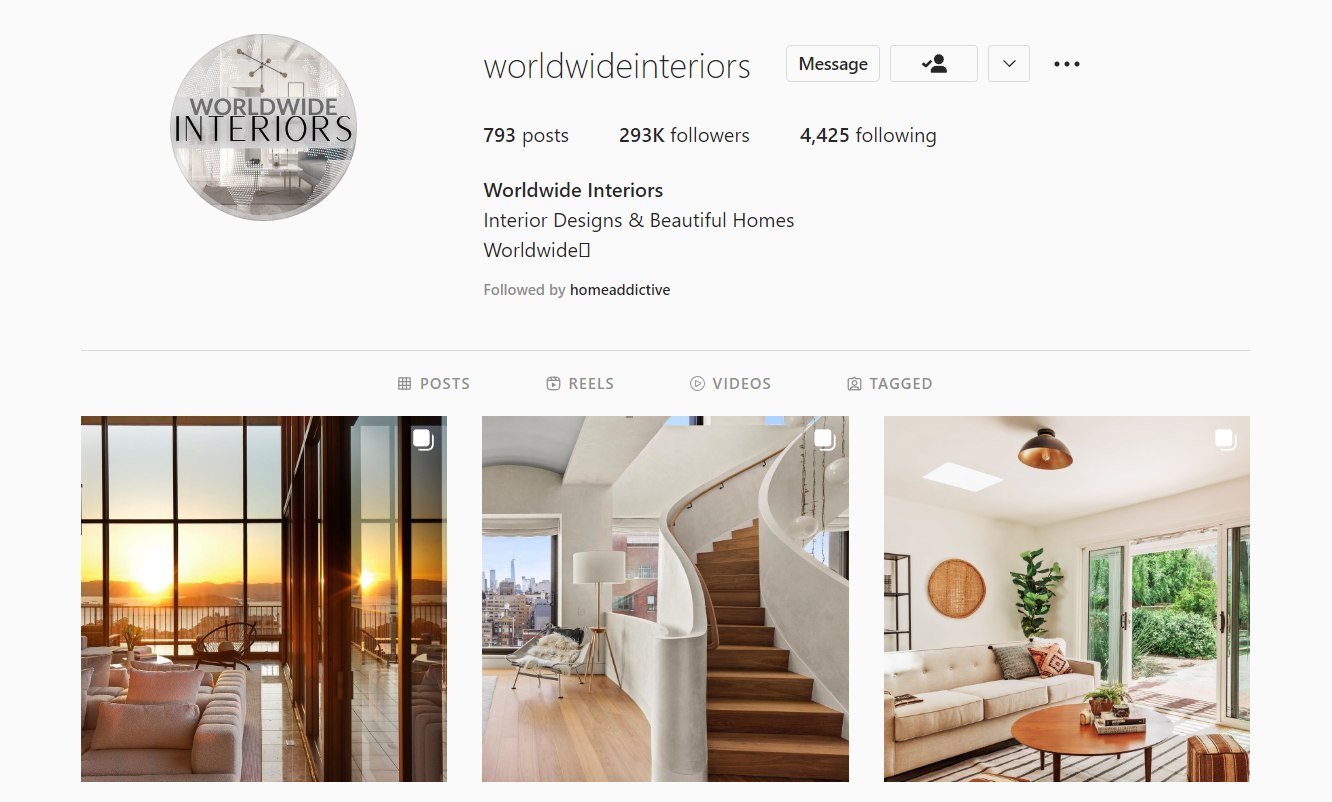 WORLDWIDE
INTERIORS
worldwideinteriors
Message
793 posts
293K followers
4,425 following
Worldwide Interiors
Interior Designs & Beautiful Homes
Worldwide▯
Followed by homeaddictive
POSTS
REELS
VIDEOS
TAGGED